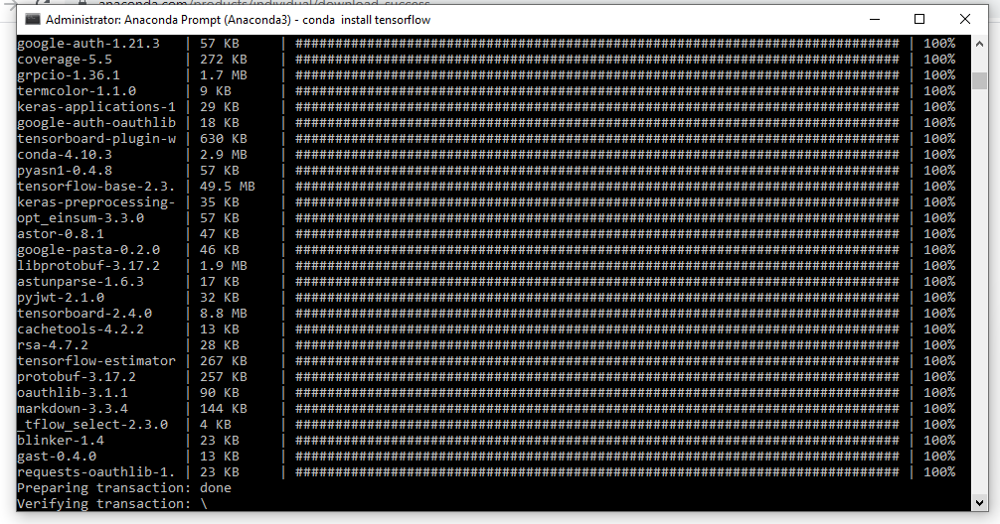 anaconda.com/products/individual/download-success
Administrator: Anaconda Prompt (Anaconda3) - conda install tensorflow
google-auth-1.21.3 | 57 KB | ############################################################################ | 100%
coverage-5.5 | 272 KB | ############################################################################ | 100%
grpcio-1.36.1 | 1.7 MB | ############################################################################ | 100%
termcolor-1.1.0 | 9 KB | ############################################################################ | 100%
keras-applications-1 | 29 KB | ############################################################################ | 100%
google-auth-oauthlib | 18 KB | ############################################################################ | 100%
tensorboard-plugin-w | 630 KB | ############################################################################ | 100%
conda-4.10.3 | 2.9 MB | ############################################################################ | 100%
pyasn1-0.4.8 | 57 KB | ############################################################################ | 100%
tensorflow-base-2.3. | 49.5 MB | ############################################################################ | 100%
keras-preprocessing- | 35 KB | ############################################################################ | 100%
opt_einsum-3.3.0 | 57 KB | ############################################################################ | 100%
astor-0.8.1 | 47 KB | ############################################################################ | 100%
google-pasta-0.2.0 | 46 KB | ############################################################################ | 100%
libprotobuf-3.17.2 | 1.9 MB | ############################################################################ | 100%
astunparse-1.6.3 | 17 KB | ############################################################################ | 100%
pyjwt-2.1.0 | 32 KB | ############################################################################ | 100%
tensorboard-2.4.0 | 8.8 MB | ############################################################################ | 100%
cachetools-4.2.2 | 13 KB | ############################################################################ | 100%
rsa-4.7.2 | 28 KB | ############################################################################ | 100%
tensorflow-estimator | 267 KB | ############################################################################ | 100%
protobuf-3.17.2 | 257 KB | ############################################################################ | 100%
oauthlib-3.1.1 | 90 KB | ############################################################################ | 100%
markdown-3.3.4 | 144 KB | ############################################################################ | 100%
_tflow_select-2.3.0 | 4 KB | ############################################################################ | 100%
blinker-1.4 | 23 KB | ############################################################################ | 100%
gast-0.4.0 | 13 KB | ############################################################################ | 100%
requests-oauthlib-1. | 23 KB | ############################################################################ | 100%
Preparing transaction: done
Verifying transaction: \